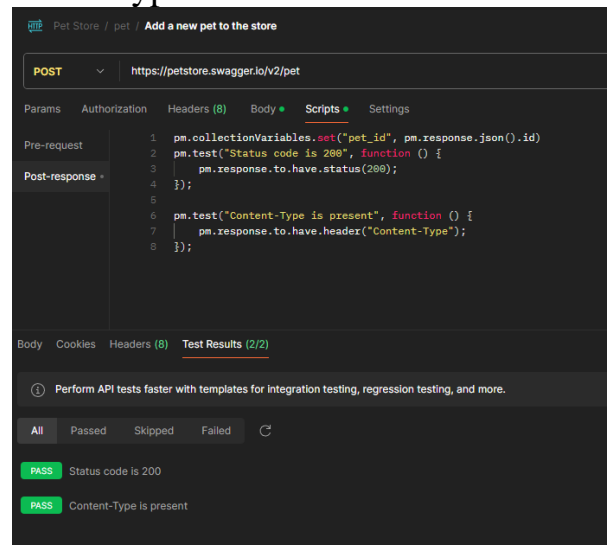 HTTP Pet Store / pet / Add a new pet to the store
POST https://petstore.swagger.io/v2/pet
Params Authorization Headers (8) Body Scripts Settings
Pre-request
Post-response
1 pm.collectionVariables.set("pet_id", pm.response.json().id)
2 pm.test("Status code is 200", function () {
3 pm.response.to.have.status(200);
4 });
5
6 pm.test("Content-Type is present", function () {
7 pm.response.to.have.header("Content-Type");
8 });
Body Cookies Headers (8) Test Results (2/2)
Perform API tests faster with templates for integration testing, regression testing, and more.
All Passed Skipped Failed
PASS Status code is 200
PASS Content-Type is present